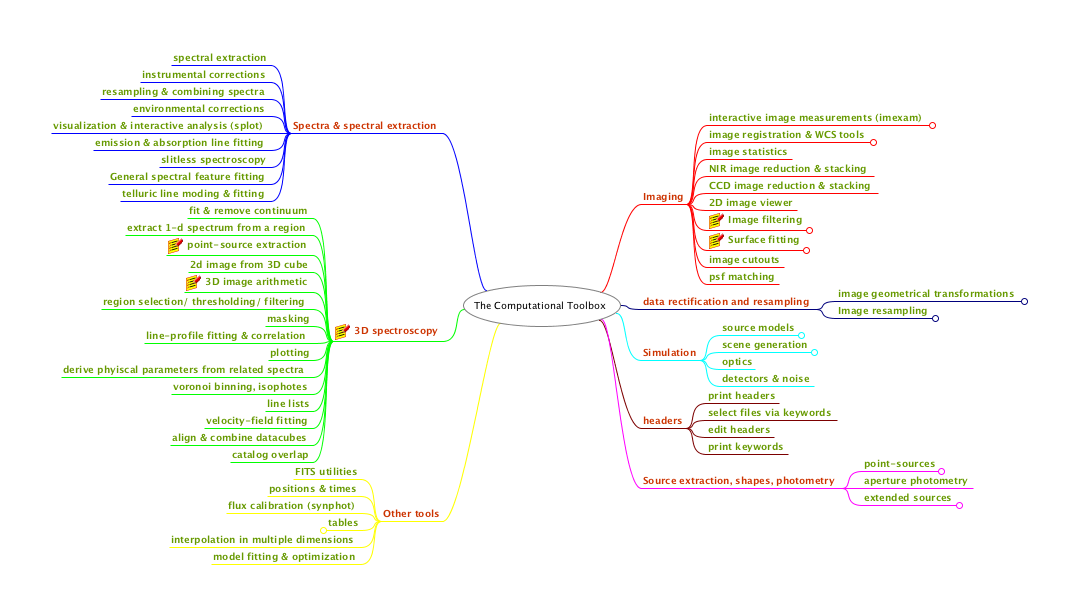 The Computational Toolbox
Spectra & spectral extraction
spectral extraction
instrumental corrections
resampling & combining spectra
environmental corrections
visualization & interactive analysis (splot)
emission & absorption line fitting
slitless spectroscopy
General spectral feature fitting
telluric line moding & fitting
3D spectroscopy
fit & remove continuum
extract 1-d spectrum from a region
point-source extraction
2d image from 3D cube
3D image arithmetic
region selection/ thresholding/ filtering
masking
line-profile fitting & correlation
plotting
derive phyiscal parameters from related spectra
voronoi binning, isophotes
line lists
velocity-field fitting
align & combine datacubes
catalog overlap
Other tools
FITS utilities
positions & times
flux calibration (synphot)
tables
interpolation in multiple dimensions
model fitting & optimization
Imaging
interactive image measurements (imexam)
image registration & WCS tools
image statistics
NIR image reduction & stacking
CCD image reduction & stacking
2D image viewer
Image filtering
Surface fitting
image cutouts
psf matching
data rectification and resampling
image geometrical transformations
Image resampling
Simulation
source models
scene generation
optics
detectors & noise
headers
print headers
select files via keywords
edit headers
print keywords
Source extraction, shapes, photometry
point-sources
aperture photometry
extended sources